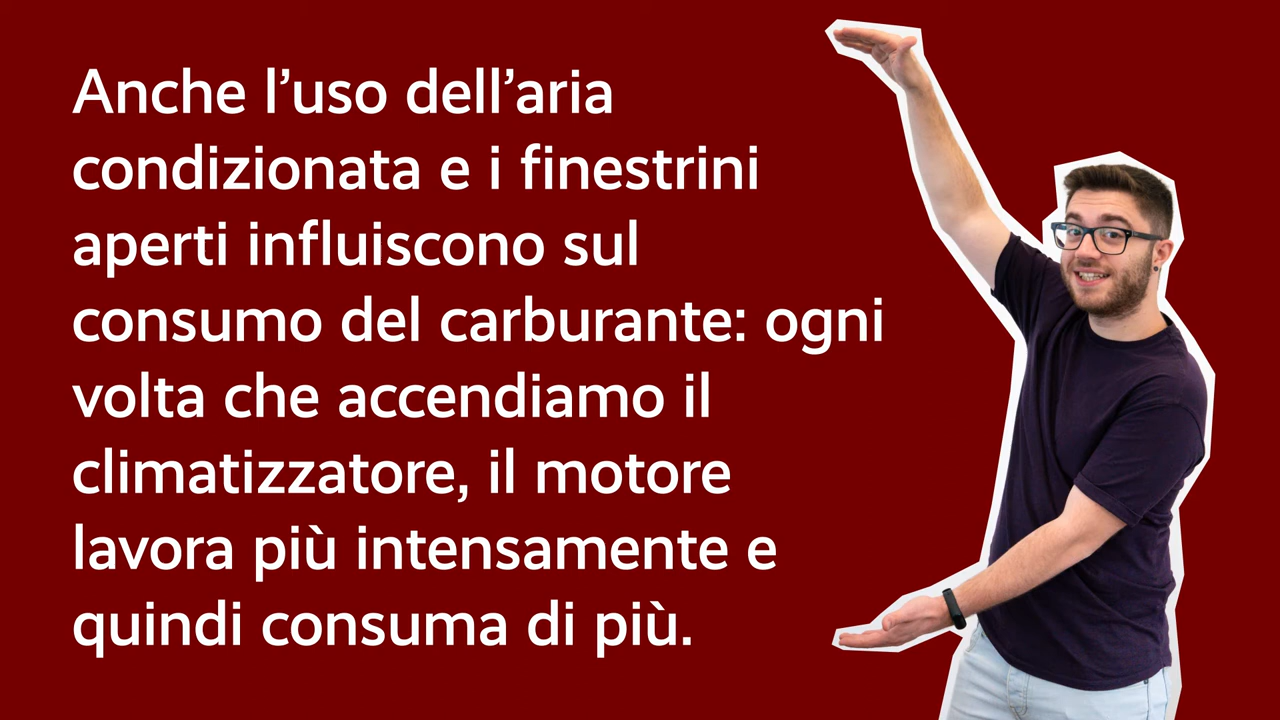 Anche l’uso dell’aria
condizionata e i finestrini
aperti influiscono sul
consumo del carburante: ogni
volta che accendiamo il
climatizzatore, il motore
lavora più intensamente e
quindi consuma di più.